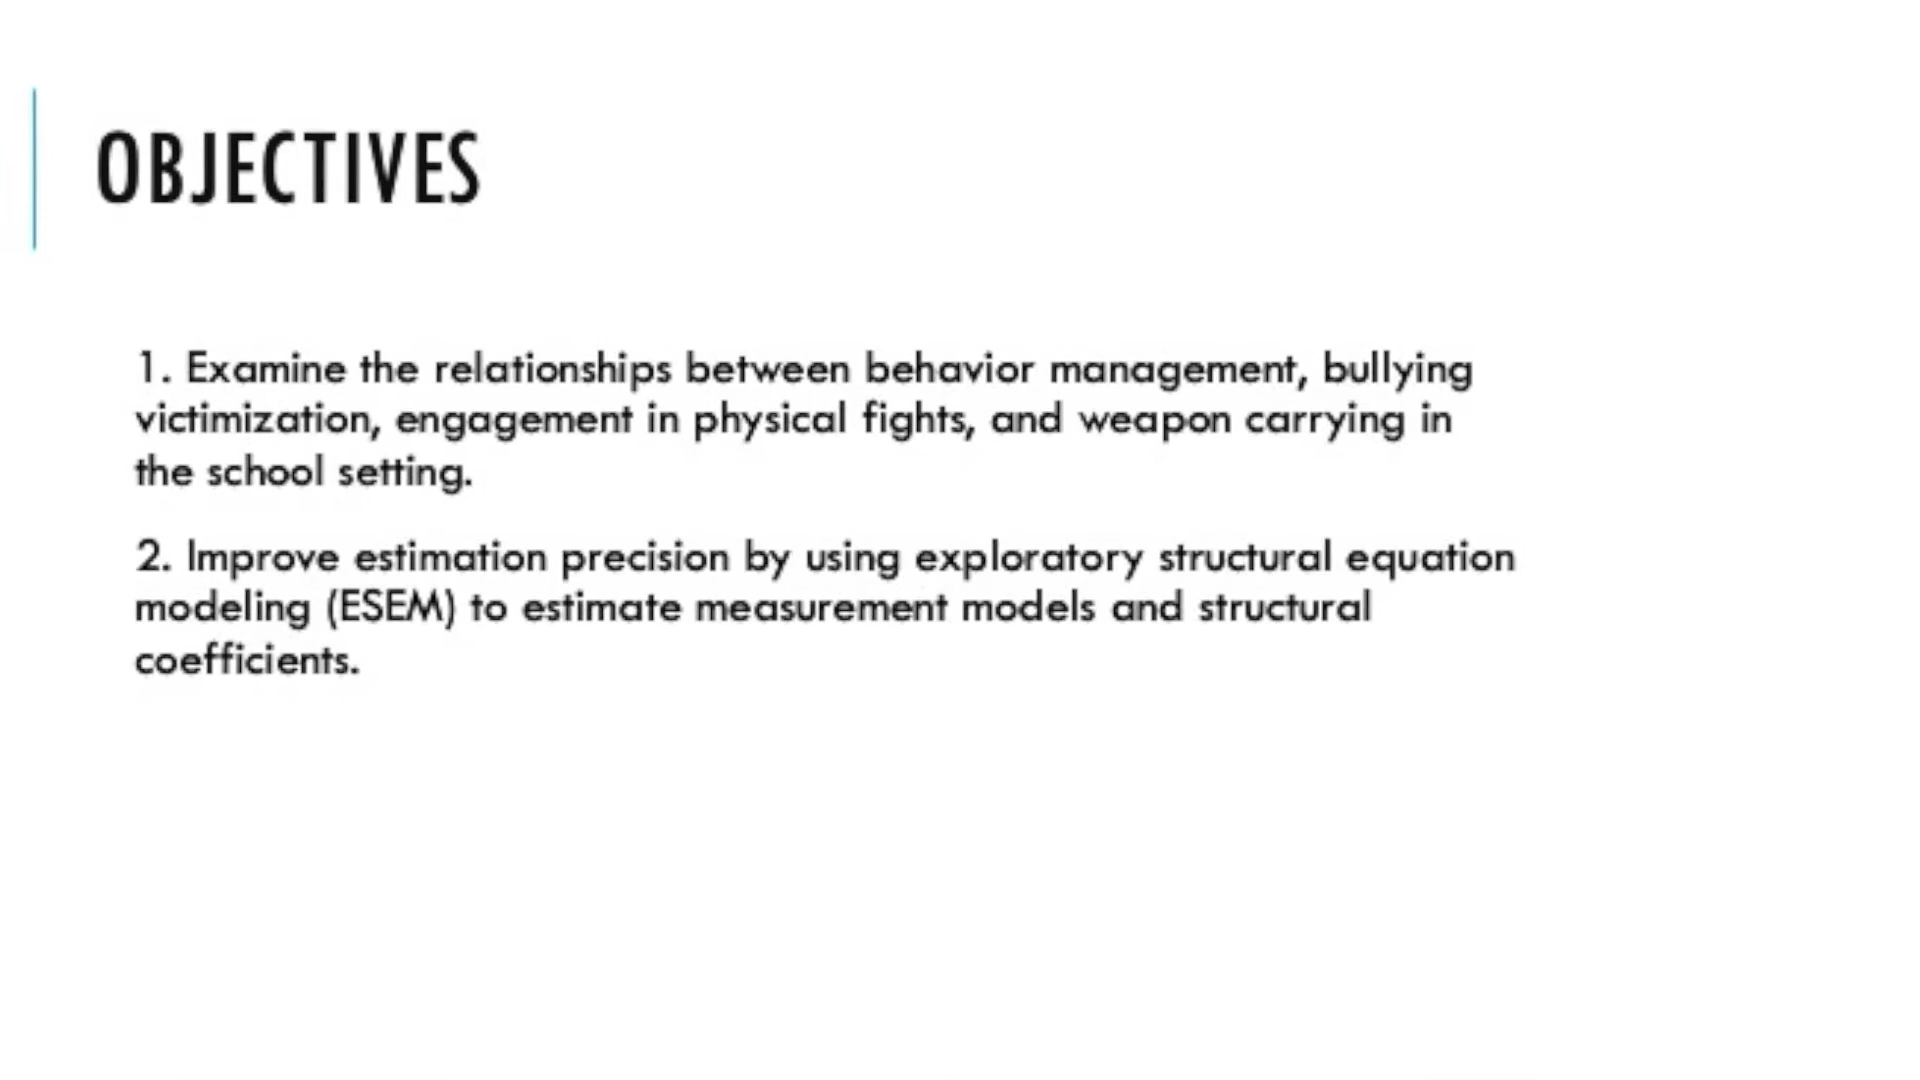 OBJECTIVES
1. Examine the relationships between behavior management, bullying
victimization, engagement in physical fights, and weapon carrying in
the school setting.
2. Improve estimation precision by using exploratory structural equation
modeling (ESEM) to estimate measurement models and structural
coefficients.